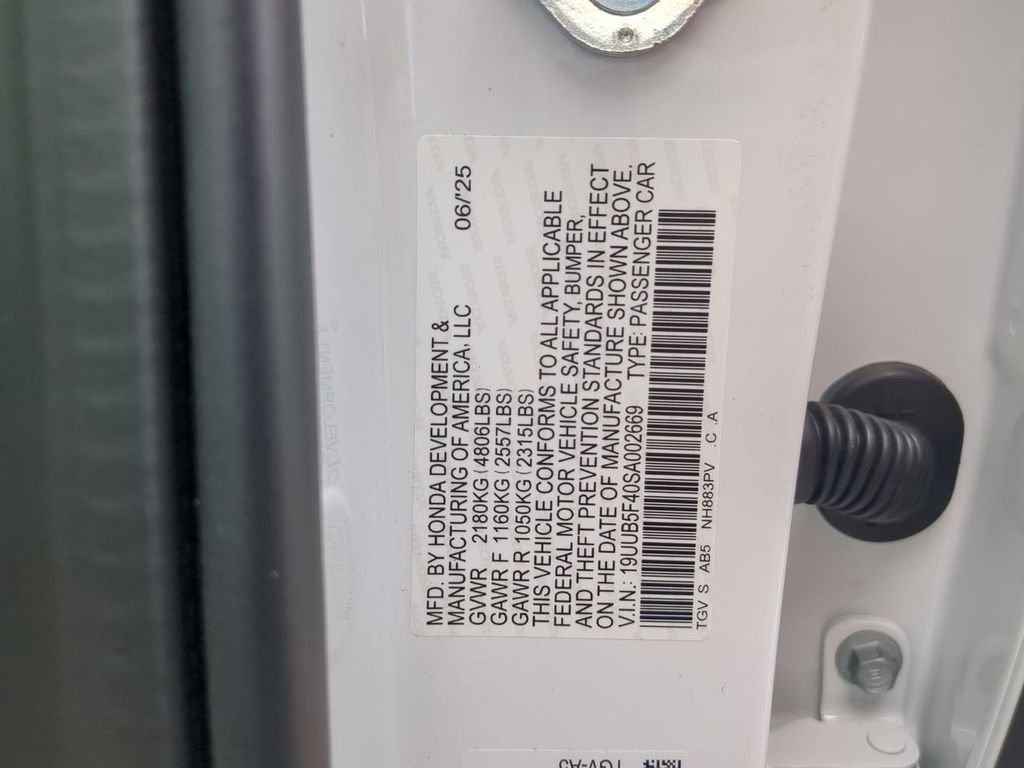 MFD. BY HONDA DEVELOPMENT &
MANUFACTURING OF AMERICA, LLC 06/'25
GVWR 2180KG (4806LBS)
GAWR F 1160KG (2557LBS)
GAWR R 1050KG (2315LBS)
THIS VEHICLE CONFORMS TO ALL APPLICABLE
FEDERAL MOTOR VEHICLE SAFETY, BUMPER,
AND THEFT PREVENTION STANDARDS IN EFFECT
ON THE DATE OF MANUFACTURE SHOWN ABOVE.
V.I.N.: 19UUB5F40SA002669 TYPE: PASSENGER CAR
TGV S AB5 NH883PV .C .A
TGV-A5